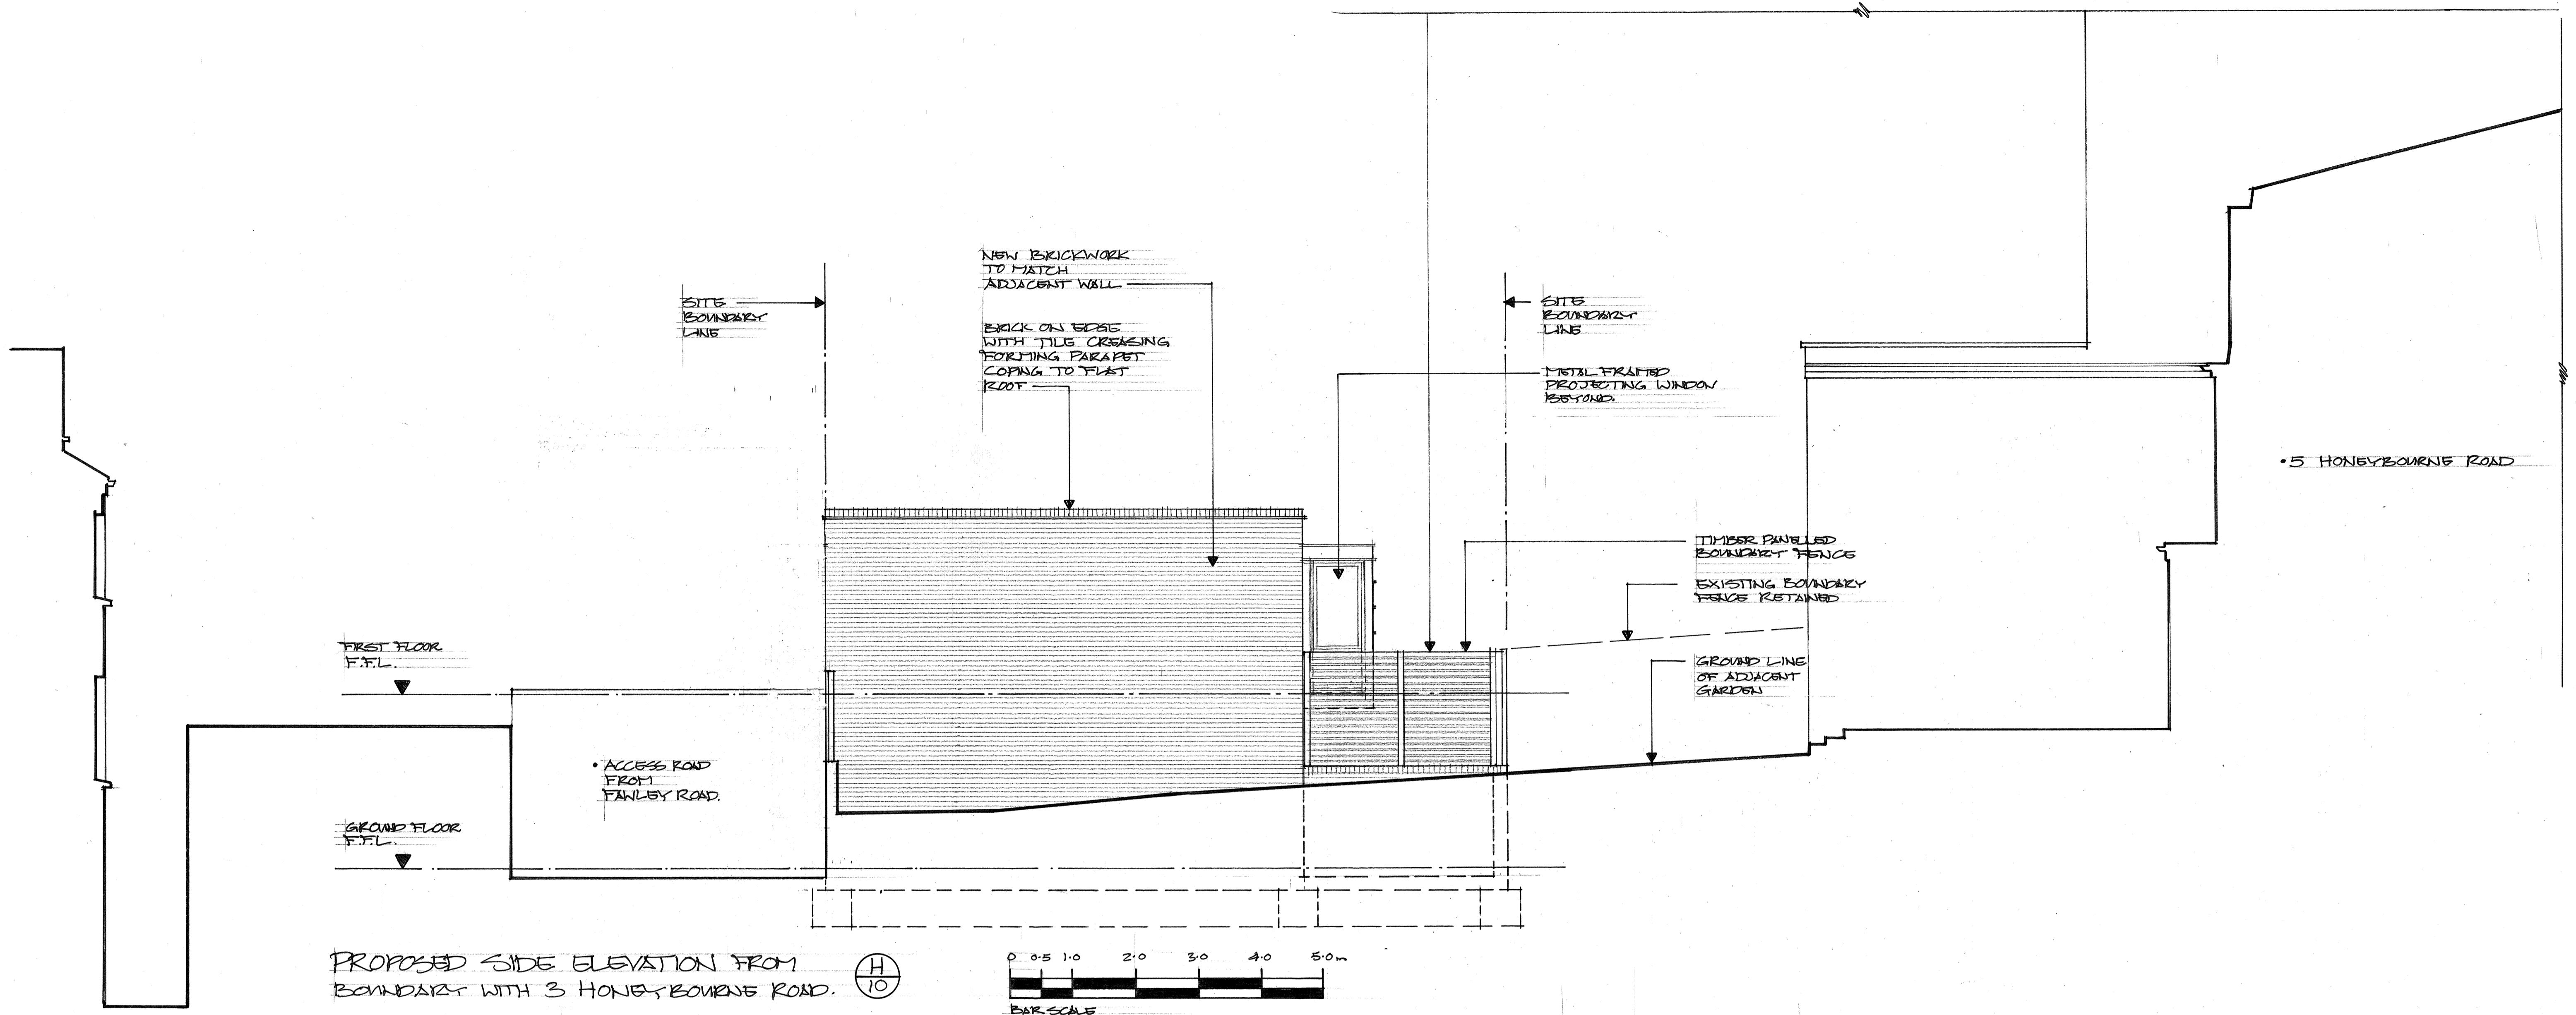 NEW BRICKWORK
TO MATCH
ADJACENT WALL
SITE
BOUNDARY
LINE
BRICK ON EDGE
WITH TILE CREASING
FORMING PARAPET
COPING TO FLAT
ROOF
SITE
BOUNDARY
LINE
METAL FRAMED
PROJECTING WINDOW
BEYOND.
•5 HONEYBOURNE ROAD
TIMBER PANELLED
BOUNDARY FENCE
EXISTING BOUNDARY
FENCE RETAINED
FIRST FLOOR
F.F.L.
GROUND LINE
OF ADJACENT
GARDEN
• ACCESS ROAD
FROM
FAWLEY ROAD.
GROUND FLOOR
F.F.L.
PROPOSED SIDE ELEVATION FROM
BOUNDARY WITH 3 HONEYBOURNE ROAD.
H
10
0 0.5 1.0 2.0 3.0 4.0 5.0m
BAR SCALE